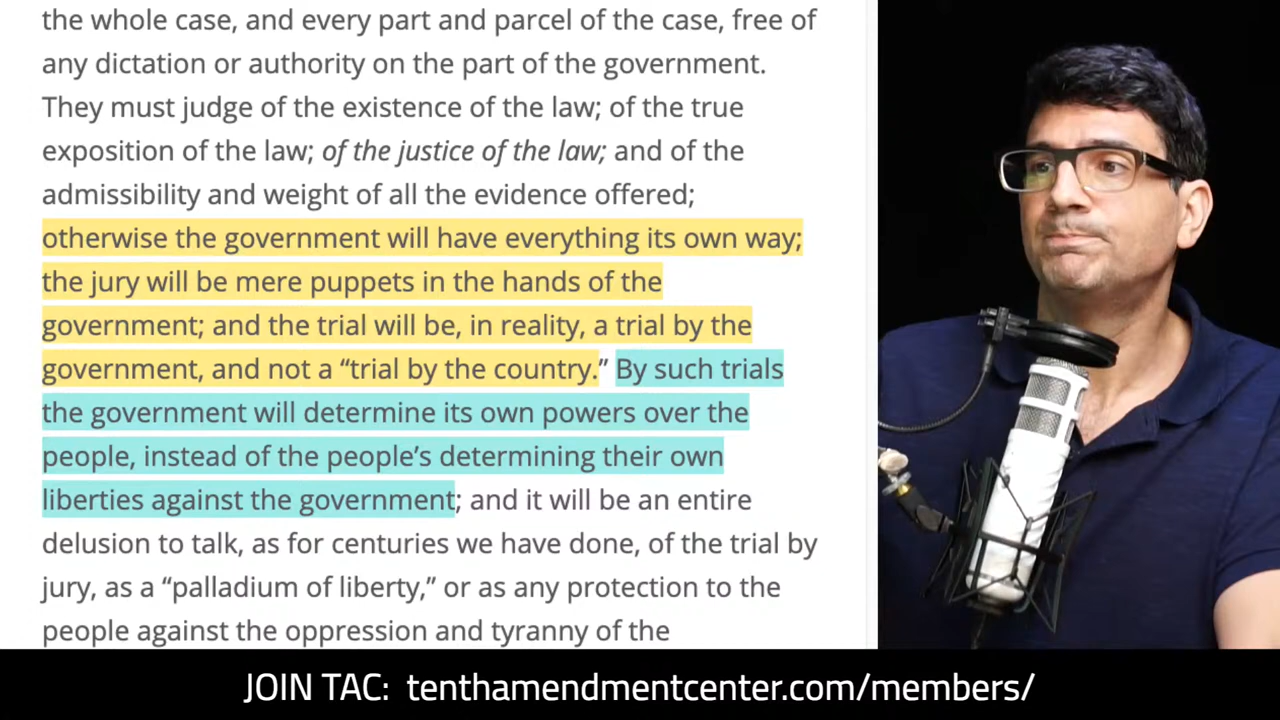 the whole case, and every part and parcel of the case, free of
any dictation or authority on the part of the government.
They must judge of the existence of the law; of the true
exposition of the law; of the justice of the law; and of the
admissibility and weight of all the evidence offered;
otherwise the government will have everything its own way;
the jury will be mere puppets in the hands of the
government; and the trial will be, in reality, a trial by the
government, and not a “trial by the country.” By such trials
the government will determine its own powers over the
people, instead of the people’s determining their own
liberties against the government; and it will be an entire
delusion to talk, as for centuries we have done, of the trial by
jury, as a “palladium of liberty,” or as any protection to the
people against the oppression and tyranny of the
JOIN TAC: tenthamendmentcenter.com/members/